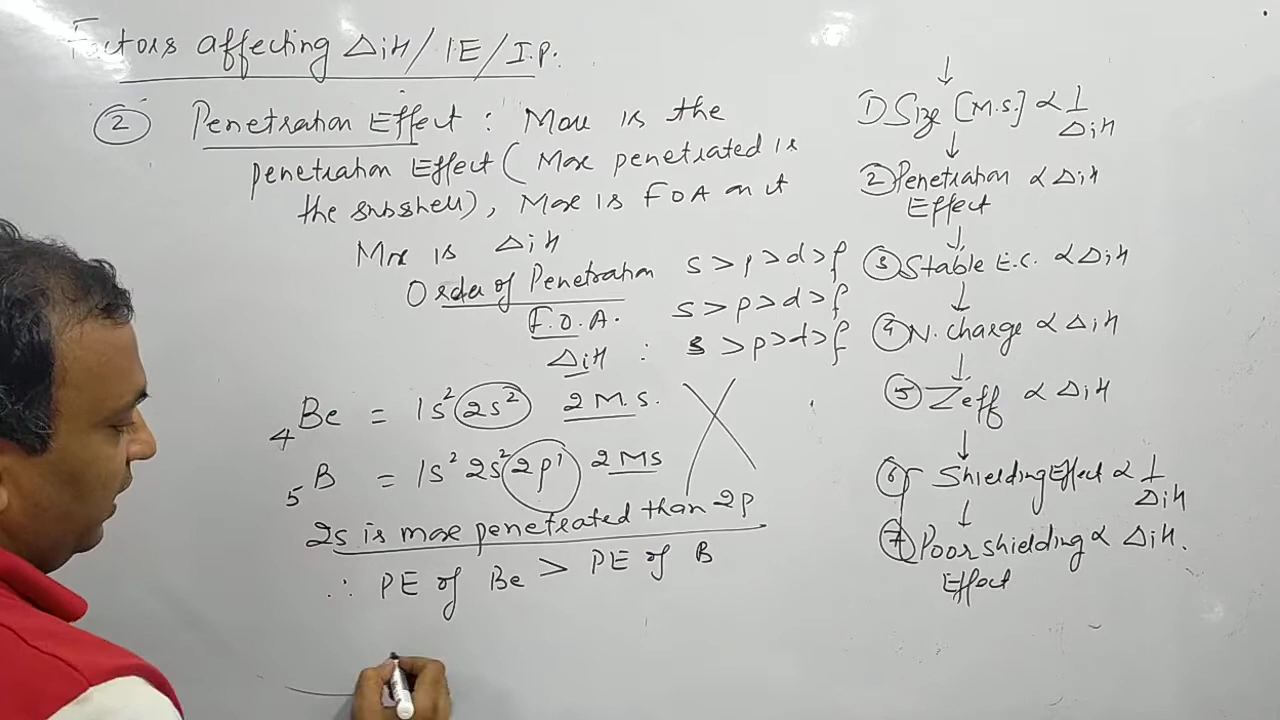 Factors affecting ΔiH/IE/I.P.
② Penetration Effect : More is the
penetration Effect (More penetrated is
the subshell), More is FOA on it
More is ΔiH
Order of Penetration s > p > d > f
F.O.A. s > p > d > f
ΔiH : s > p > d > f
₄Be = 1s² 2s² 2 M.S.
₅B = 1s² 2s² 2p¹ 2 MS
2s is more penetrated than 2p
∴ PE of Be > PE of B
↓
① Size [M.S.] ∝ 1/ΔiH
↓
② Penetration ∝ ΔiH
Effect
↓
③ Stable E.C. ∝ ΔiH
↓
④ N. charge ∝ ΔiH
↓
⑤ Zeff ∝ ΔiH
↓
⑥ Shielding Effect ∝ 1/ΔiH
↓
⑦ Poor shielding ∝ ΔiH.
Effect